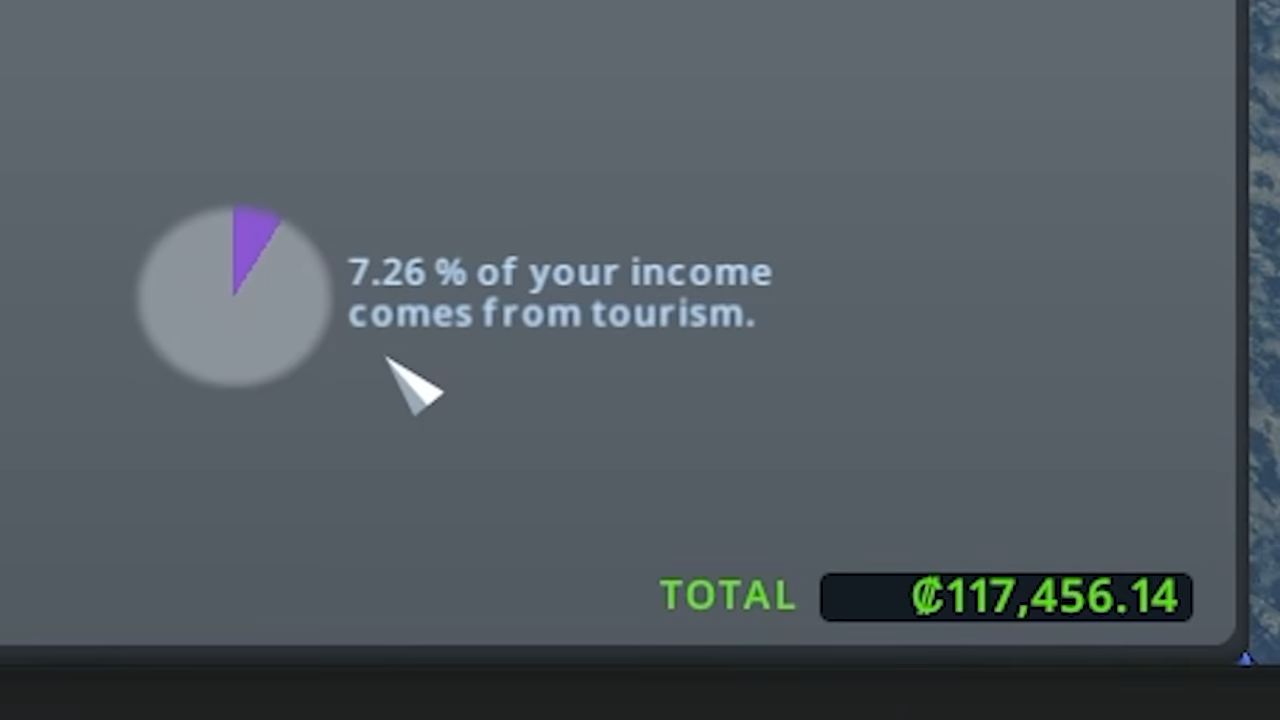 7.26 % of your income
comes from tourism.
TOTAL ₡117,456.14